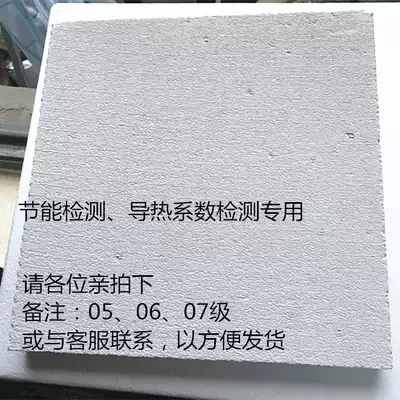 节能检测、导热系数检测专用
请各位亲拍下
备注：05、06、07级
或与客服联系，以方便发货